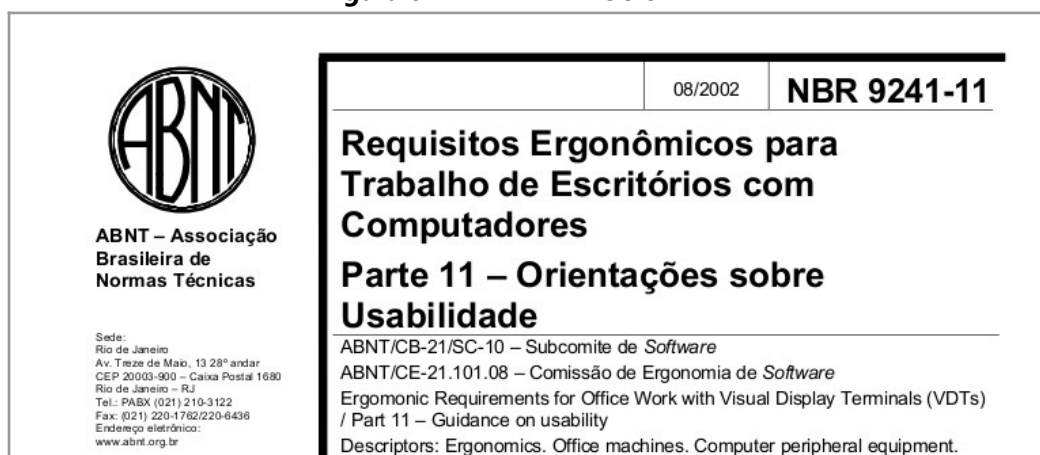 ABNT
ABNT – Associação
Brasileira de
Normas Técnicas
Sede:
Rio de Janeiro
Av. Treze de Maio, 13 28º andar
CEP 20003-900 – Caixa Postal 1680
Rio de Janeiro – RJ
Tel.: PABX (021) 210-3122
Fax: (021) 220-1762/220-6436
Endereço eletrônico:
www.abnt.org.br
08/2002
NBR 9241-11
Requisitos Ergonômicos para
Trabalho de Escritórios com
Computadores
Parte 11 – Orientações sobre
Usabilidade
ABNT/CB-21/SC-10 – Subcomite de Software
ABNT/CE-21.101.08 – Comissão de Ergonomia de Software
Ergomonic Requirements for Office Work with Visual Display Terminals (VDTs)
/ Part 11 – Guidance on usability
Descriptors: Ergonomics. Office machines. Computer peripheral equipment.